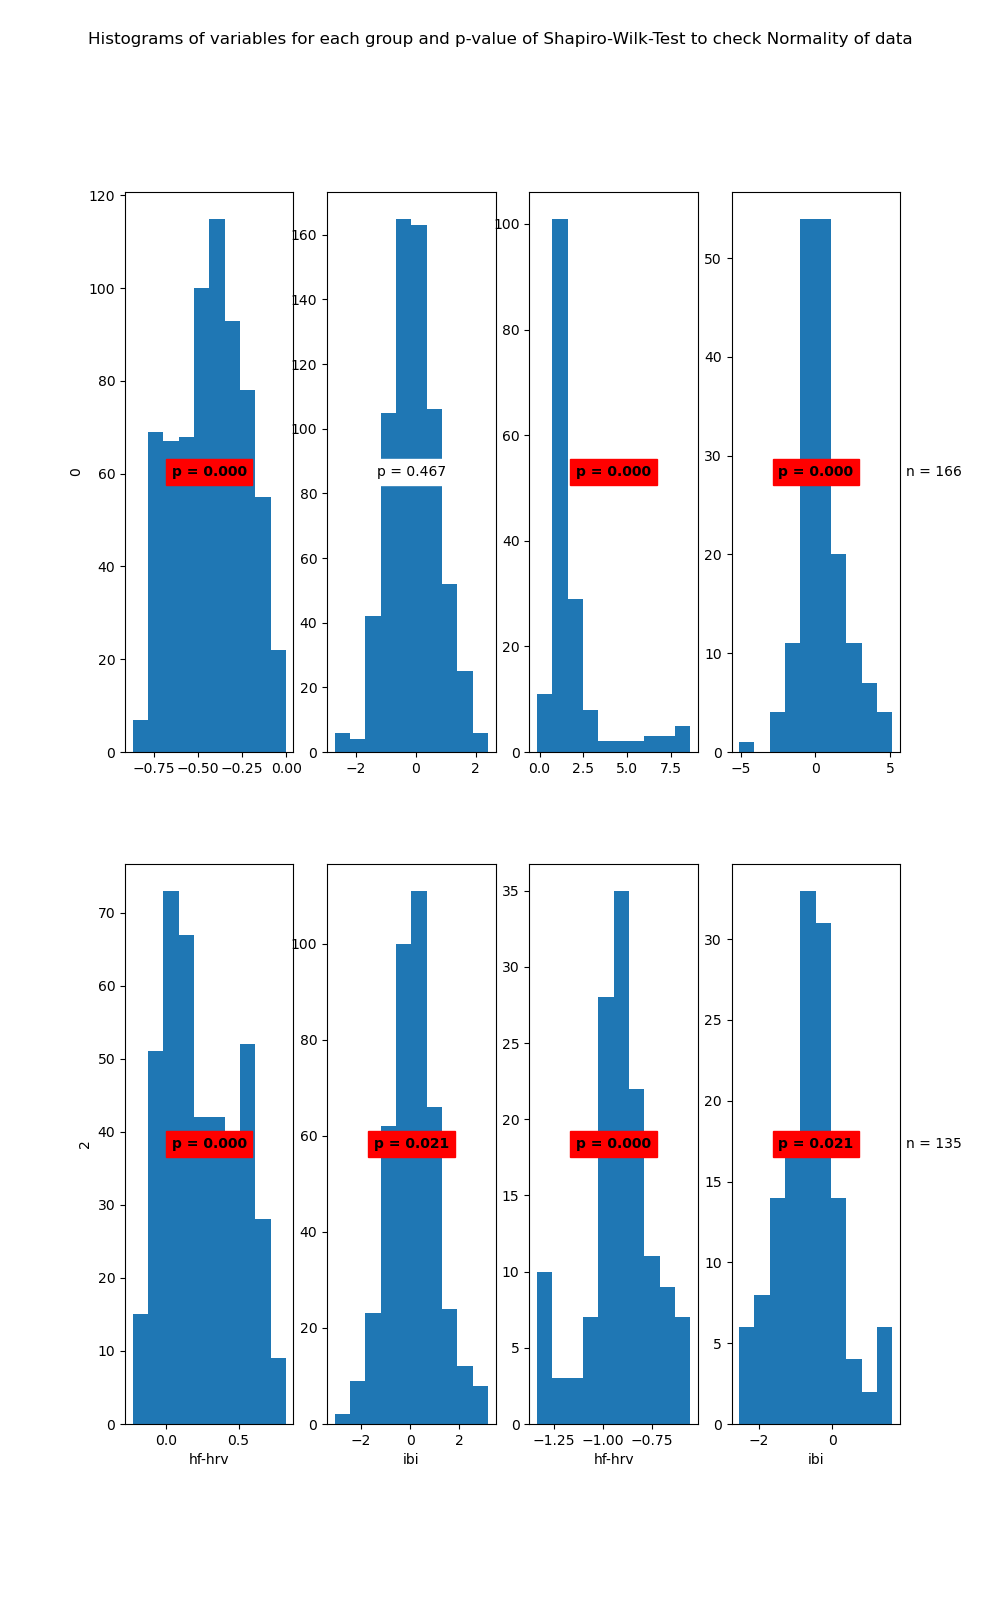 Histograms of variables for each group and p-value of Shapiro-Wilk-Test to check Normality of data
120
100
80
60
40
20
0
0
p = 0.000
−0.75 −0.50 −0.25 0.00
160
140
120
100
80
60
40
20
0
p = 0.467
−2 0 2
100
80
60
40
20
0
p = 0.000
0.0 2.5 5.0 7.5
50
40
30
20
10
0
p = 0.000
−5 0 5
n = 166
70
60
50
40
30
20
10
0
2
p = 0.000
0.0 0.5
hf-hrv
100
80
60
40
20
0
p = 0.021
−2 0 2
ibi
35
30
25
20
15
10
5
0
p = 0.000
−1.25 −1.00 −0.75
hf-hrv
30
25
20
15
10
5
0
p = 0.021
−2 0
ibi
n = 135